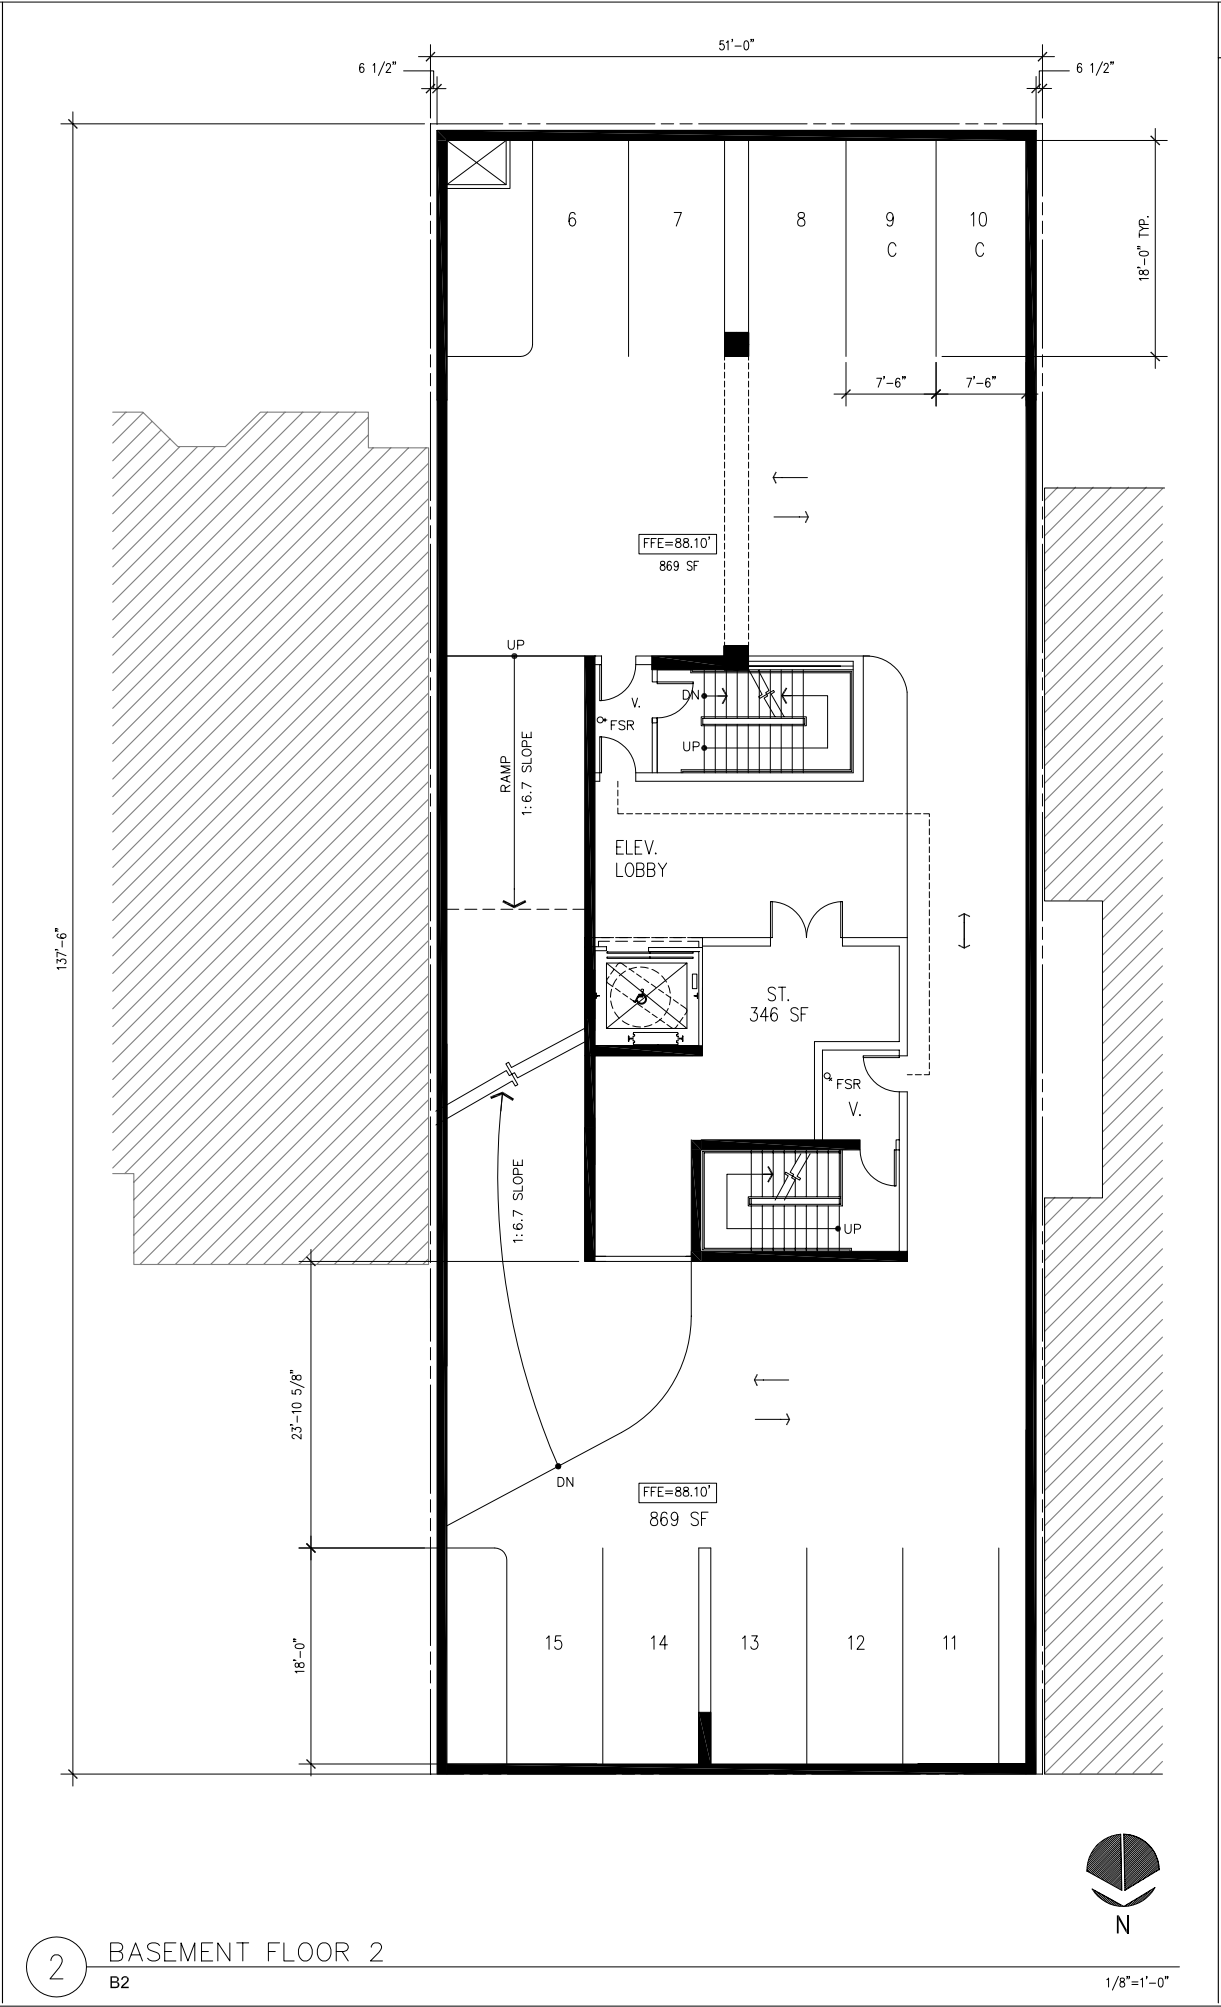 51'-0"
6 1/2"
6 1/2"
6
7
8
9
C
10
C
18'-0" TYP.
7'-6"
7'-6"
FFE=88.10'
869 SF
UP
RAMP
1:6.7 SLOPE
V.
FSR
DN
UP
ELEV.
LOBBY
137'-6"
ST.
346 SF
FSR
V.
1:6.7 SLOPE
UP
23'-10 5/8"
DN
FFE=88.10'
869 SF
18'-0"
15
14
13
12
11
N
2
BASEMENT FLOOR 2
B2
1/8"=1'-0"